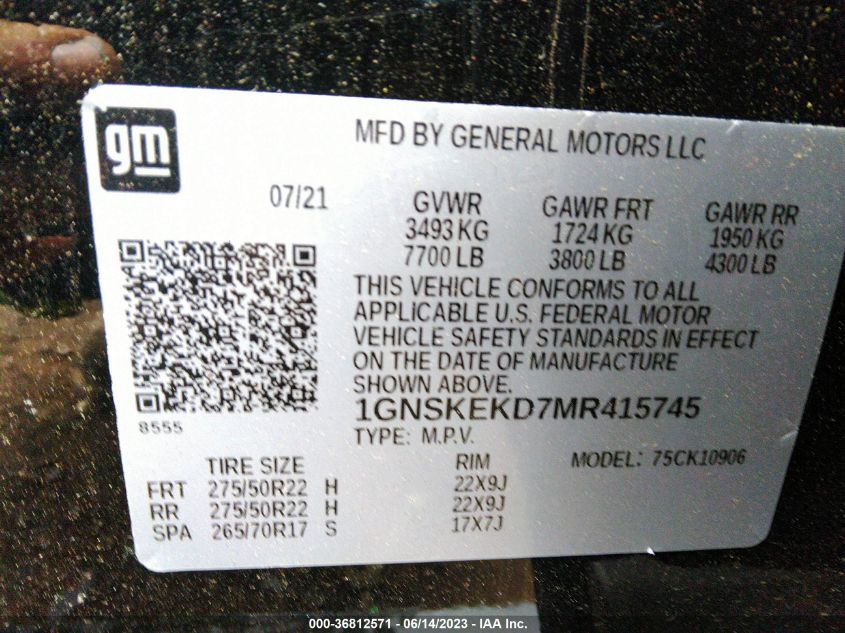 gm
MFD BY GENERAL MOTORS LLC
07/21
GVWR GAWR FRT GAWR RR
3493 KG 1724 KG 1950 KG
7700 LB 3800 LB 4300 LB
THIS VEHICLE CONFORMS TO ALL
APPLICABLE U.S. FEDERAL MOTOR
VEHICLE SAFETY STANDARDS IN EFFECT
ON THE DATE OF MANUFACTURE
SHOWN ABOVE.
1GNSKEKD7MR415745
8555
TYPE: M.P.V.
MODEL: 75CK10906
TIRE SIZE RIM
FRT 275/50R22 H 22X9J
RR 275/50R22 H 22X9J
SPA 265/70R17 S 17X7J
000-36812571 - 06/14/2023 - IAA Inc.